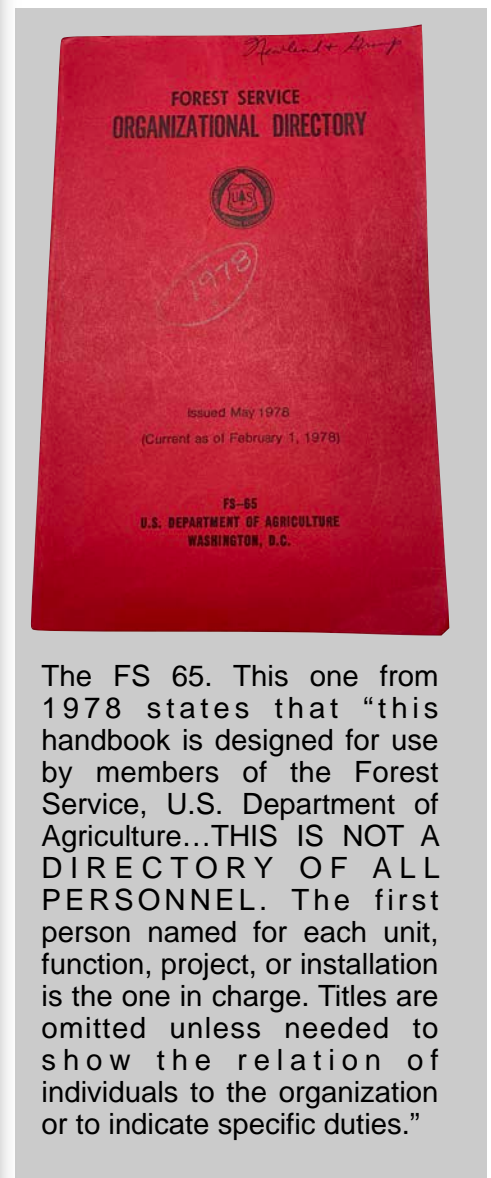 FOREST SERVICE
ORGANIZATIONAL DIRECTORY
U S
1978
Issued May 1978
(Current as of February 1, 1978)
FS-65
U.S. DEPARTMENT OF AGRICULTURE
WASHINGTON, D.C.
The FS 65. This one from
1978 states that “this
handbook is designed for use
by members of the Forest
Service, U.S. Department of
Agriculture…THIS IS NOT A
DIRECTORY OF ALL
PERSONNEL. The first
person named for each unit,
function, project, or installation
is the one in charge. Titles are
omitted unless needed to
show the relation of
individuals to the organization
or to indicate specific duties.”